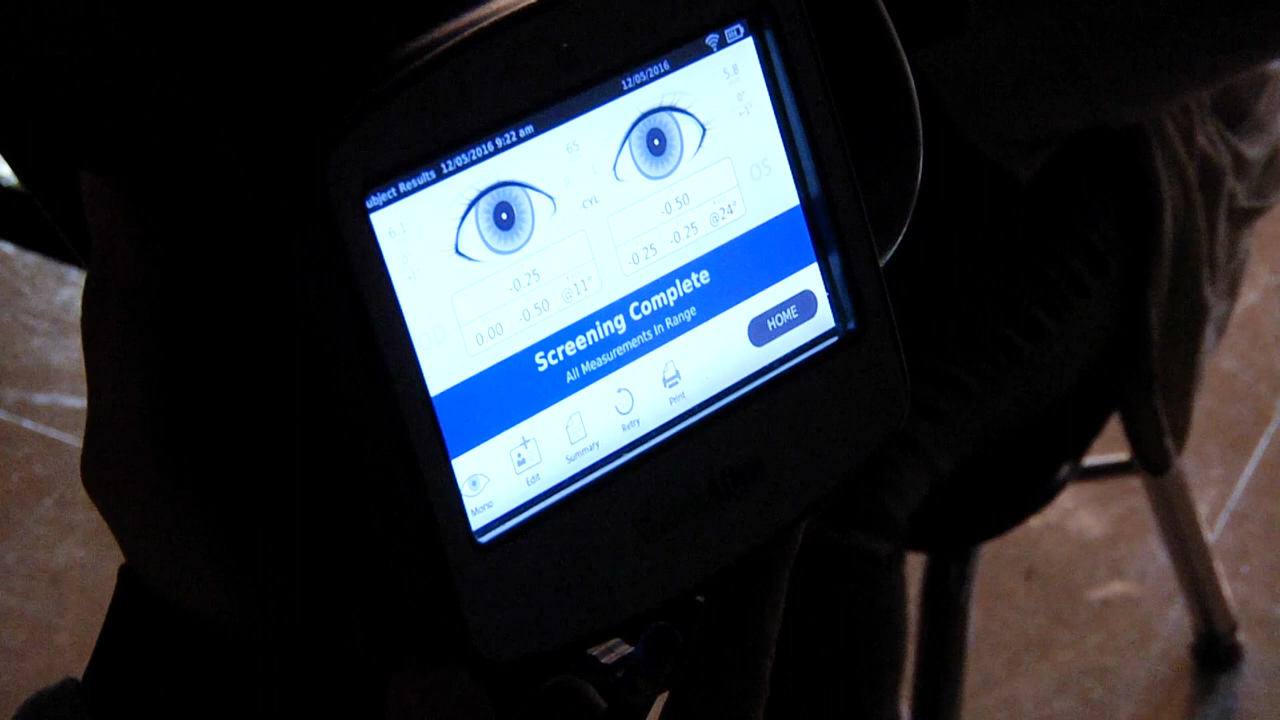 ubject Results 12/05/2016 9:22 am
12/05/2016
6.1
65
5.8
CYL
OD
OS
-0.25
0.00 -0.50 @11°
-0.50
-0.25 -0.25 @24°
Screening Complete
All Measurements In Range
HOME
Mono
Edit
Summary
Retry
Print